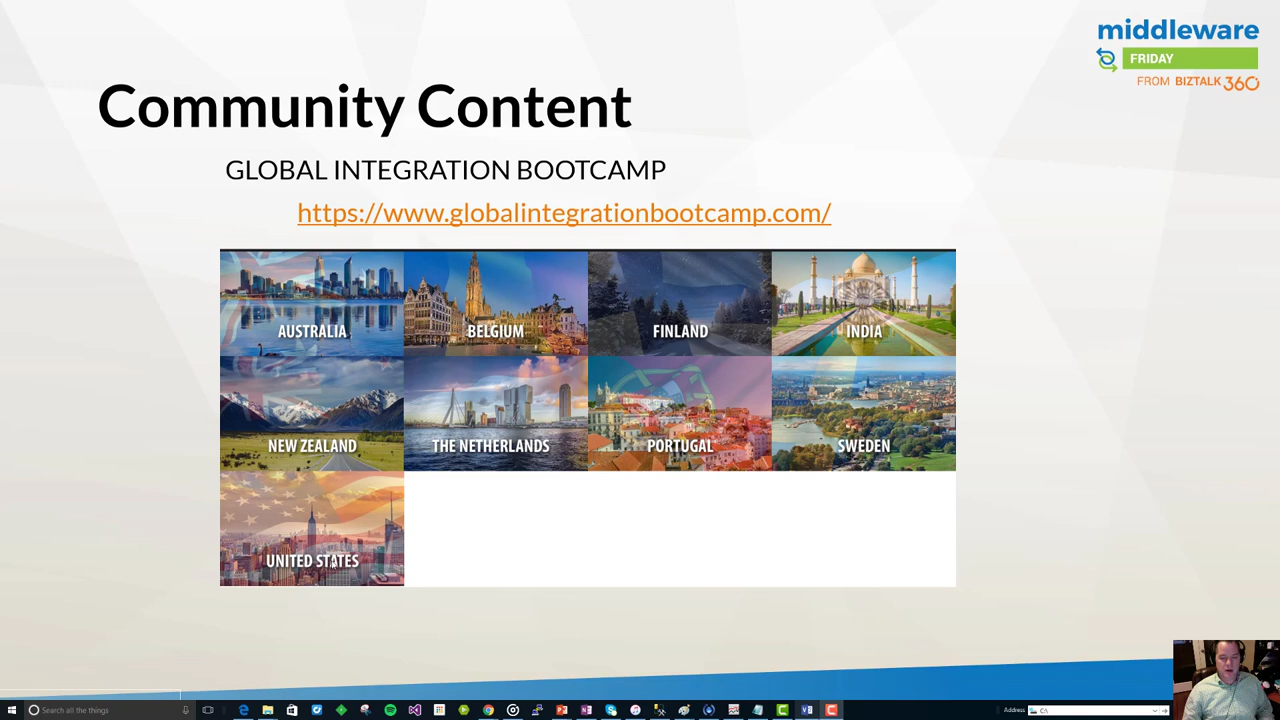 middleware
FRIDAY
FROM BIZTALK 360
Community Content
GLOBAL INTEGRATION BOOTCAMP
https://www.globalintegrationbootcamp.com/
AUSTRALIA
BELGIUM
FINLAND
INDIA
NEW ZEALAND
THE NETHERLANDS
PORTUGAL
SWEDEN
UNITED STATES
Search all the things
Address
C:\